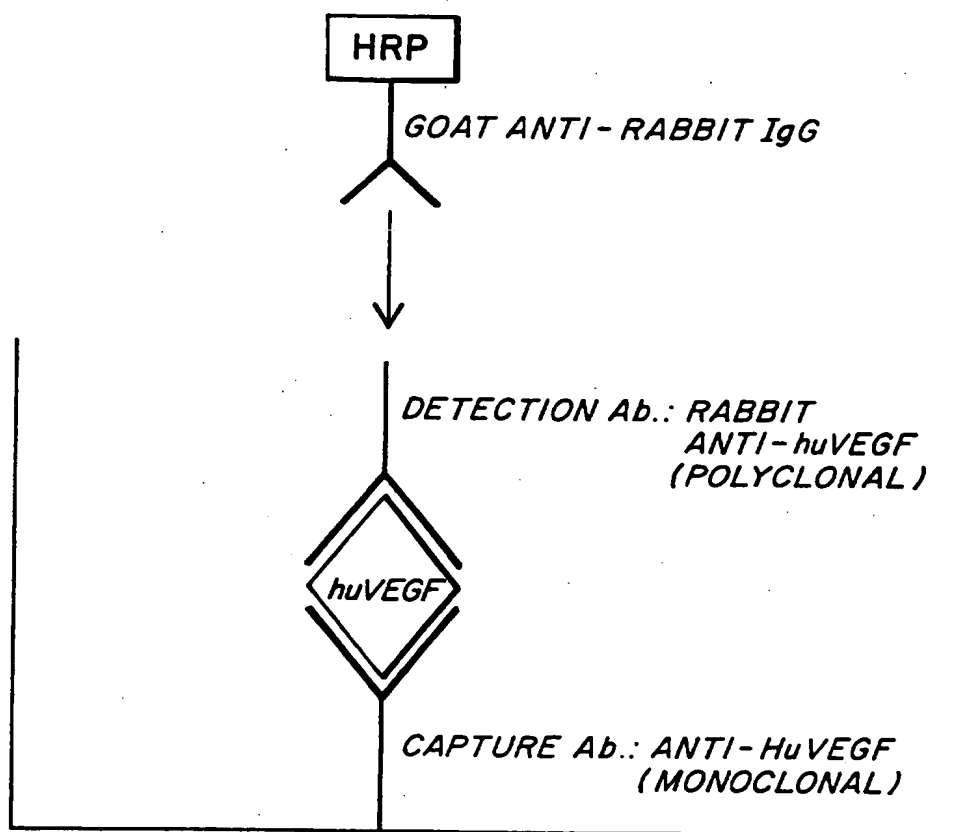 HRP
GOAT ANTI-RABBIT IgG
DETECTION Ab.: RABBIT
ANTI-huVEGF
(POLYCLONAL)
huVEGF
CAPTURE Ab.: ANTI-HuVEGF
(MONOCLONAL)